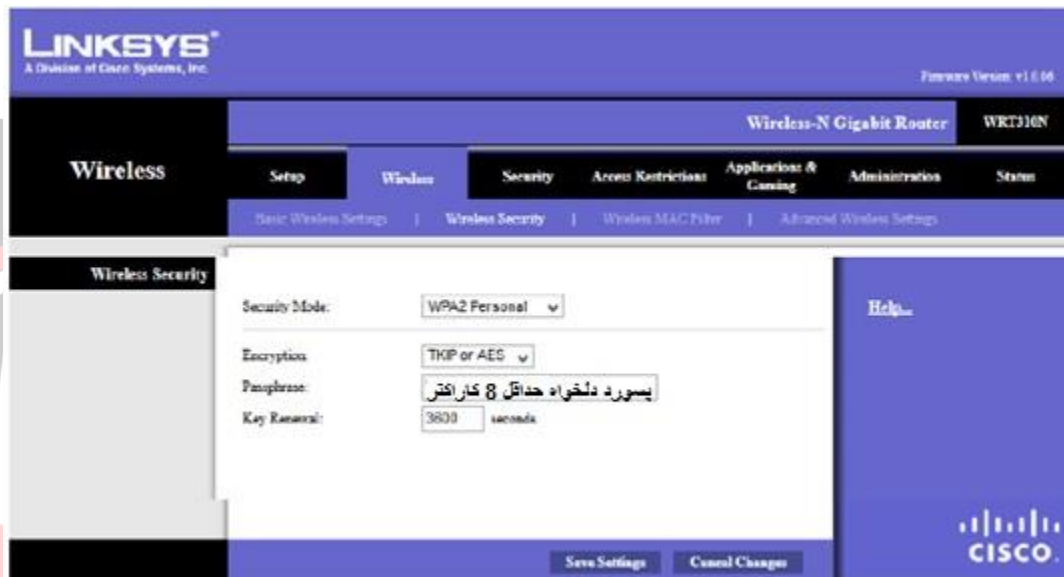 LINKSYS®
A Division of Cisco Systems, Inc.
Firmware Version: v1.0.06
Wireless-N Gigabit Router
WRT310N
Wireless
Setup
Wireless
Security
Access Restrictions
Applications & Gaming
Administration
Status
Basic Wireless Settings | Wireless Security | Wireless MAC Filter | Advanced Wireless Settings
Wireless Security
Security Mode: WPA2 Personal
Help...
Encryption: TKIP or AES
Passphrase: پسورد دلخواه حداقل 8 کاراکتر
Key Renewal: 3600 seconds
Save Settings
Cancel Changes
CISCO.